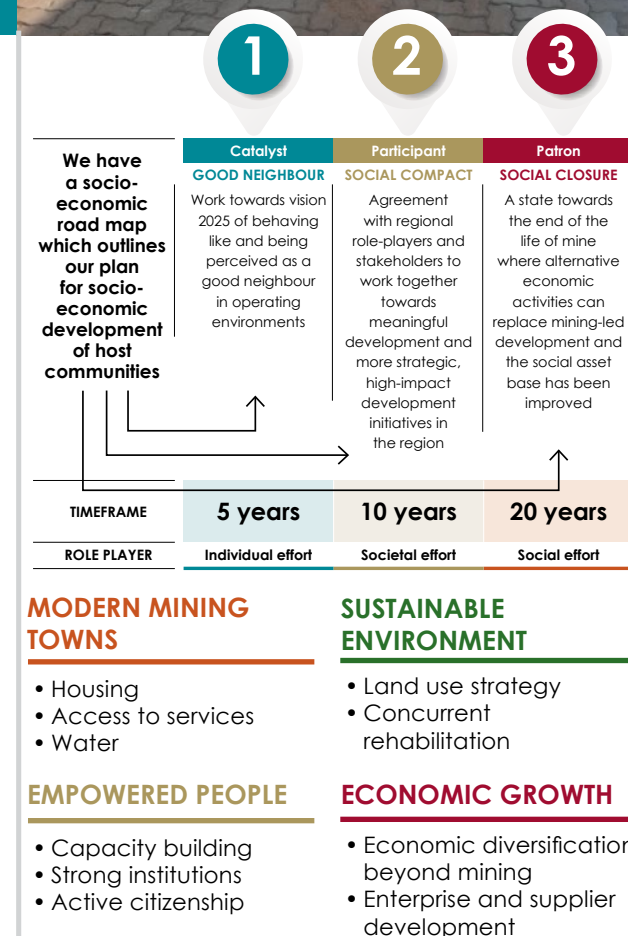 1
2
3
We have
a socio-
economic
road map
which outlines
our plan
for socio-
economic
development
of host
communities
Catalyst
GOOD NEIGHBOUR
Work towards vision
2025 of behaving
like and being
perceived as a
good neighbour
in operating
environments
Participant
SOCIAL COMPACT
Agreement
with regional
role-players and
stakeholders to
work together
towards
meaningful
development and
more strategic,
high-impact
development
initiatives in
the region
Patron
SOCIAL CLOSURE
A state towards
the end of the
life of mine
where alternative
economic
activities can
replace mining-led
development and
the social asset
base has been
improved
TIMEFRAME
5 years
10 years
20 years
ROLE PLAYER
Individual effort
Societal effort
Social effort
MODERN MINING
TOWNS
• Housing
• Access to services
• Water
SUSTAINABLE
ENVIRONMENT
• Land use strategy
• Concurrent
rehabilitation
EMPOWERED PEOPLE
• Capacity building
• Strong institutions
• Active citizenship
ECONOMIC GROWTH
• Economic diversification
beyond mining
• Enterprise and supplier
development